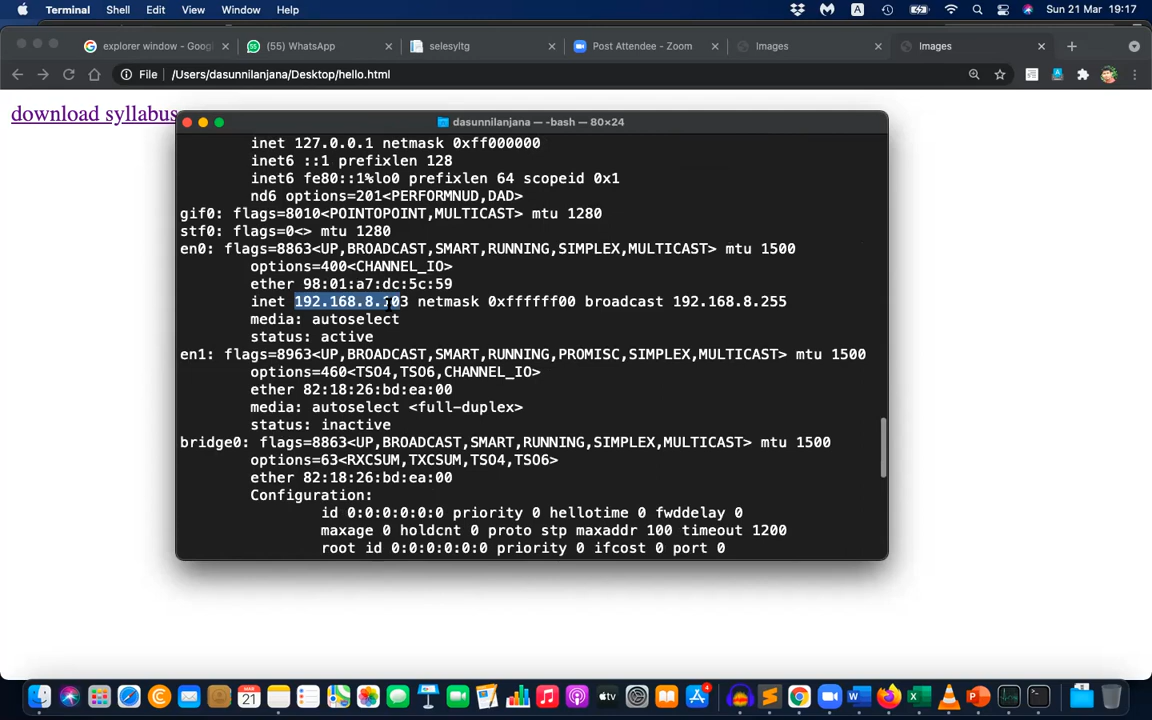 Terminal Shell Edit View Window Help A Sun 21 Mar 19:17
explorer window - Googl (55) WhatsApp selesyltg Post Attendee - Zoom Images Images
File /Users/dasunnilanjana/Desktop/hello.html
download syllabus
dasunnilanjana — -bash — 80×24
inet 127.0.0.1 netmask 0xff000000
inet6 ::1 prefixlen 128
inet6 fe80::1%lo0 prefixlen 64 scopeid 0x1
nd6 options=201<PERFORMNUD,DAD>
gif0: flags=8010<POINTOPOINT,MULTICAST> mtu 1280
stf0: flags=0<> mtu 1280
en0: flags=8863<UP,BROADCAST,SMART,RUNNING,SIMPLEX,MULTICAST> mtu 1500
options=400<CHANNEL_IO>
ether 98:01:a7:dc:5c:59
inet 192.168.8.103 netmask 0xffffff00 broadcast 192.168.8.255
media: autoselect
status: active
en1: flags=8963<UP,BROADCAST,SMART,RUNNING,PROMISC,SIMPLEX,MULTICAST> mtu 1500
options=460<TSO4,TSO6,CHANNEL_IO>
ether 82:18:26:bd:ea:00
media: autoselect <full-duplex>
status: inactive
bridge0: flags=8863<UP,BROADCAST,SMART,RUNNING,SIMPLEX,MULTICAST> mtu 1500
options=63<RXCSUM,TXCSUM,TSO4,TSO6>
ether 82:18:26:bd:ea:00
Configuration:
id 0:0:0:0:0:0 priority 0 hellotime 0 fwddelay 0
maxage 0 holdcnt 0 proto stp maxaddr 100 timeout 1200
root id 0:0:0:0:0:0 priority 0 ifcost 0 port 0